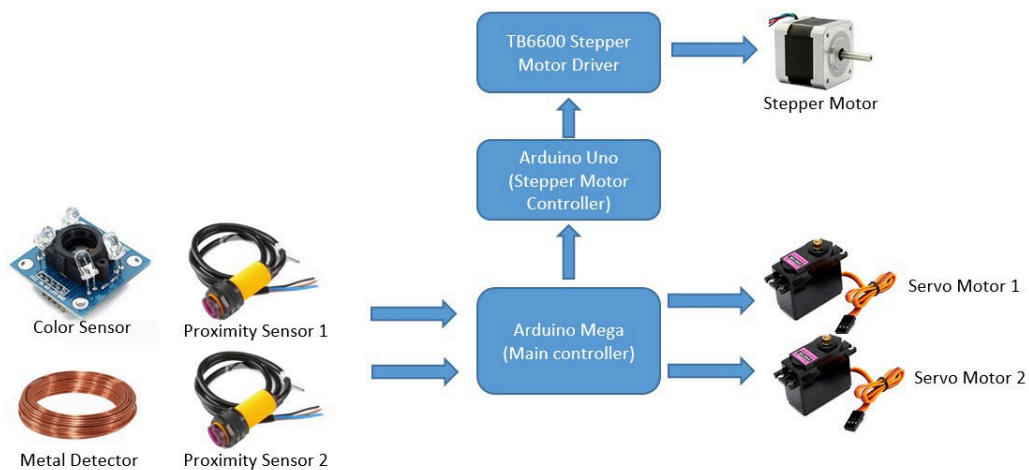 TB6600 Stepper
Motor Driver
Stepper Motor
Arduino Uno
(Stepper Motor
Controller)
Color Sensor
Proximity Sensor 1
Arduino Mega
(Main controller)
Servo Motor 1
Servo Motor 2
Metal Detector
Proximity Sensor 2